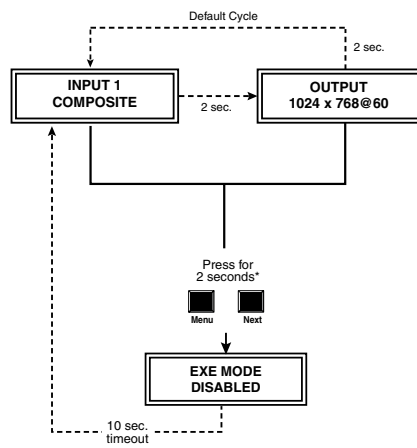 Default Cycle
2 sec.
INPUT 1
COMPOSITE
2 sec.
OUTPUT
1024 x 768@60
Press for
2 seconds*
Menu Next
EXE MODE
DISABLED
10 sec.
timeout